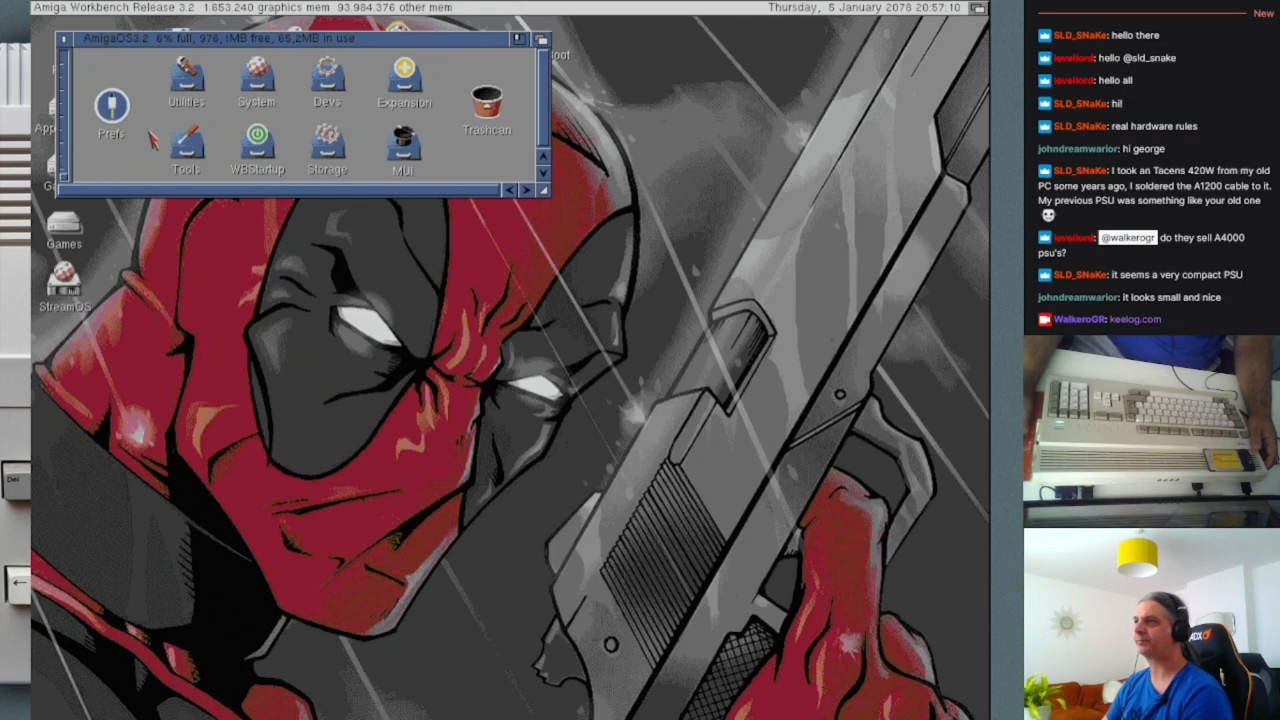 Amiga Workbench Release 3.2 1.653.240 graphics mem 93.984.376 other mem
Thursday, 5 January 2078 20:57:10
AmigaOS3.2 6% full, 976,1MB free, 65,2MB in use
Prefs
Utilities
System
Devs
Expansion
Trashcan
Tools
WBStartup
Storage
MUI
Games
StreamOS
Del
New
SLD_SNaKe: hello there
levellord: hello @sld_snake
levellord: hello all
SLD_SNaKe: hi!
SLD_SNaKe: real hardware rules
johndreamwarior: hi george
SLD_SNaKe: I took an Tacens 420W from my old
PC some years ago, I soldered the A1200 cable to it.
My previous PSU was something like your old one
levellord: @walkerogr do they sell A4000
psu's?
SLD_SNaKe: it seems a very compact PSU
johndreamwarior: it looks small and nice
WalkeroGR: keelog.com
ADX